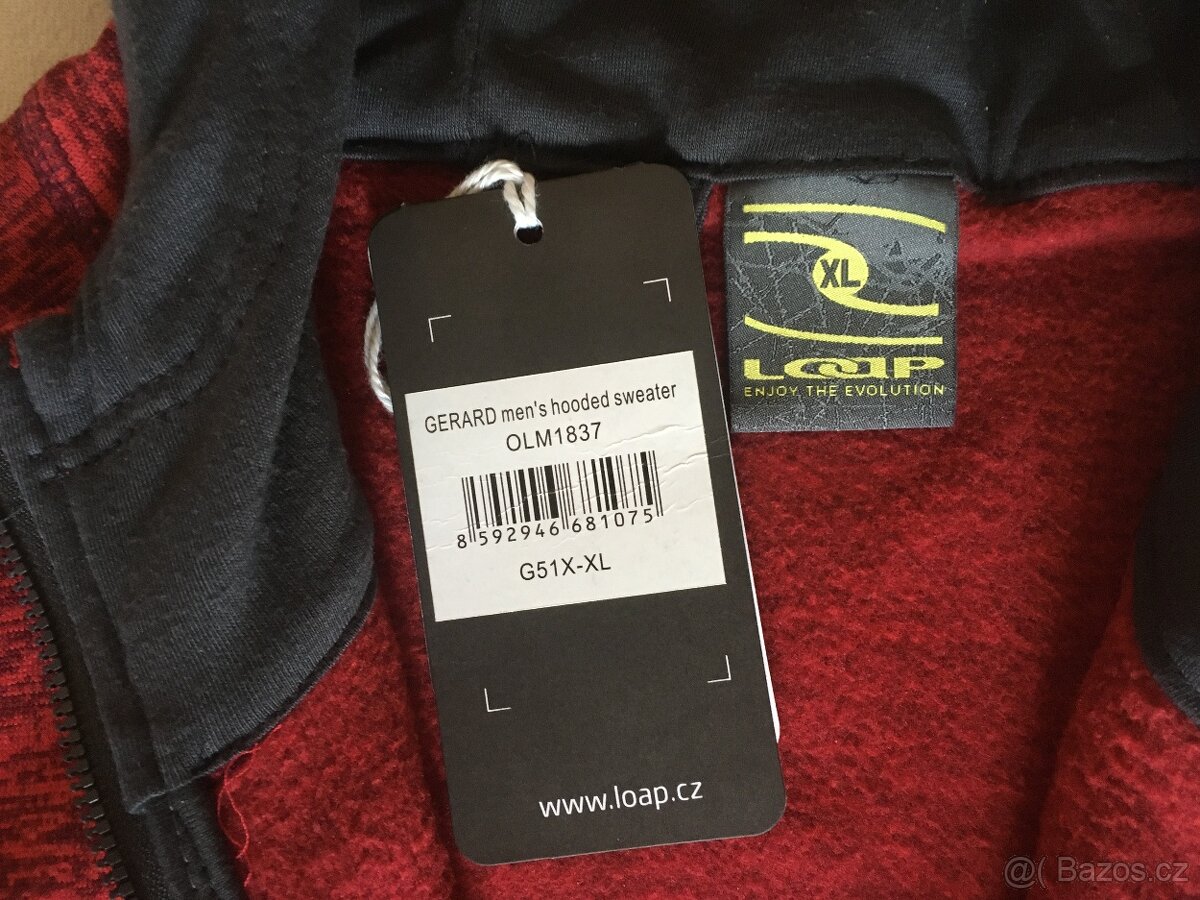 GERARD men's hooded sweater
OLM1837
8 592946 681075
G51X-XL
www.loap.cz
XL
LOAP
ENJOY THE EVOLUTION
@( Bazos.cz